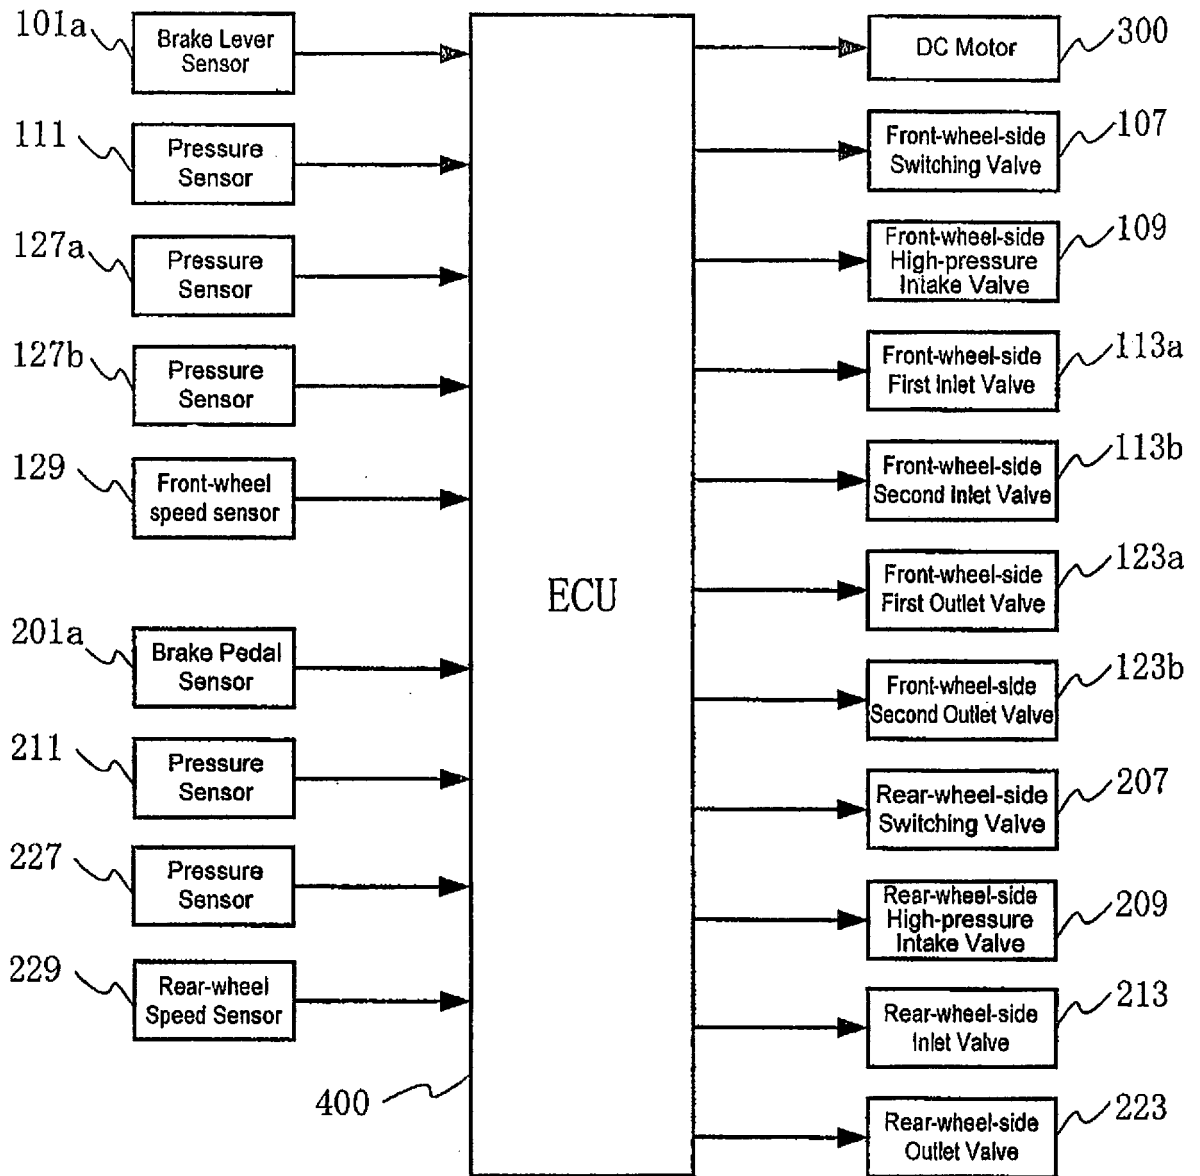 101a
Brake Lever
Sensor
111
Pressure
Sensor
127a
Pressure
Sensor
127b
Pressure
Sensor
129
Front-wheel
speed sensor
201a
Brake Pedal
Sensor
211
Pressure
Sensor
227
Pressure
Sensor
229
Rear-wheel
Speed Sensor
ECU
400
DC Motor
300
Front-wheel-side
Switching Valve
107
Front-wheel-side
High-pressure
Intake Valve
109
Front-wheel-side
First Inlet Valve
113a
Front-wheel-side
Second Inlet Valve
113b
Front-wheel-side
First Outlet Valve
123a
Front-wheel-side
Second Outlet Valve
123b
Rear-wheel-side
Switching Valve
207
Rear-wheel-side
High-pressure
Intake Valve
209
Rear-wheel-side
Inlet Valve
213
Rear-wheel-side
Outlet Valve
223